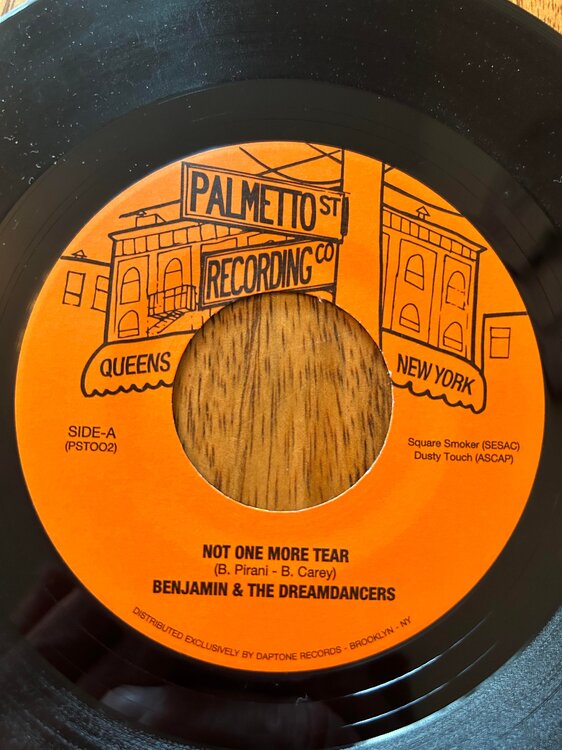 PALMETTO ST
RECORDING CO
QUEENS
NEW YORK
SIDE-A
(PST002)
Square Smoker (SESAC)
Dusty Touch (ASCAP)
NOT ONE MORE TEAR
(B. Pirani - B. Carey)
BENJAMIN & THE DREAMDANCERS
DISTRIBUTED EXCLUSIVELY BY DAPTONE RECORDS - BROOKLYN - NY